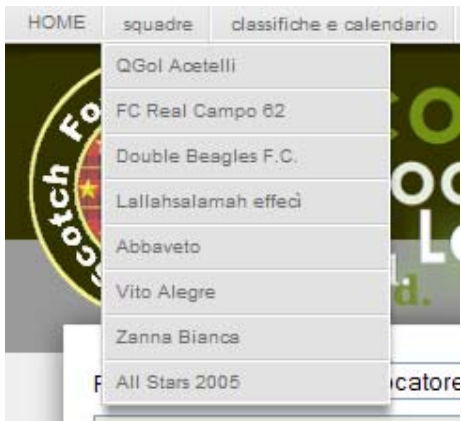 HOME squadre classifiche e calendario
QGol Acetelli
FC Real Campo 62
Double Beagles F.C.
Lallahsalamah effecì
Abbaveto
Vito Alegre
Zanna Bianca
All Stars 2005
Scotch